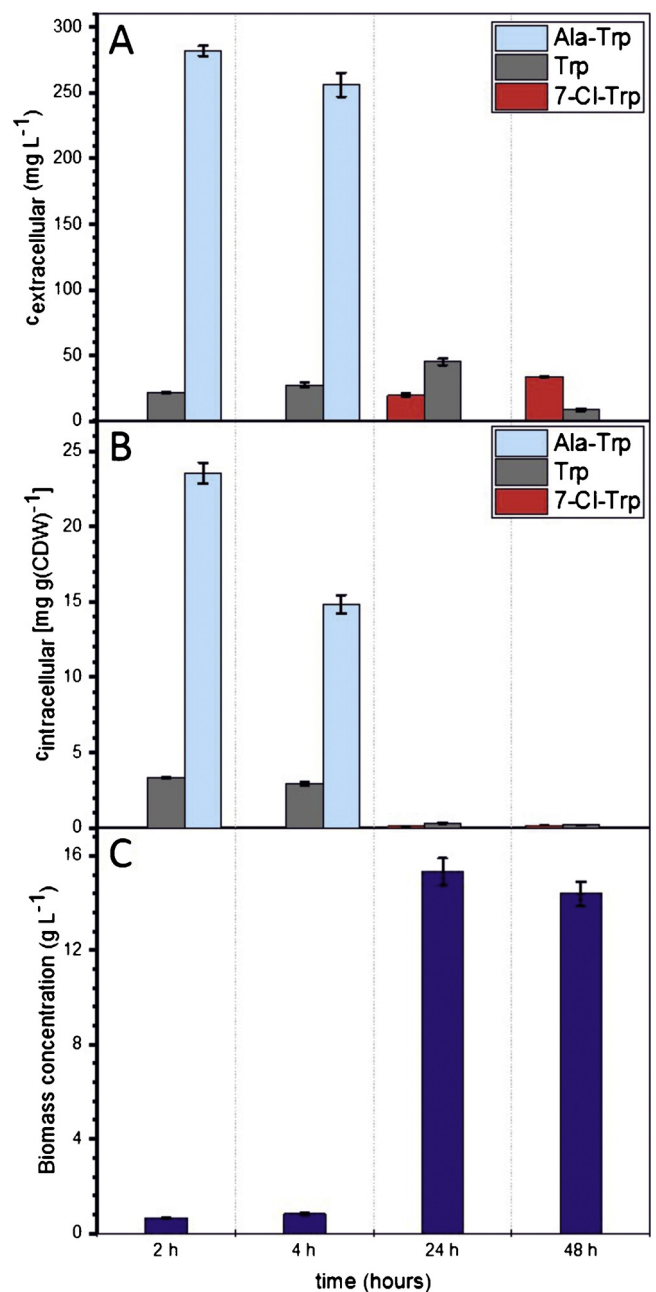 A
Ala-Trp
Trp
7-Cl-Trp
300
250
200
150
100
50
0
cextracellular (mg L-1)
B
Ala-Trp
Trp
7-Cl-Trp
25
20
15
10
5
0
cintracellular [mg g(CDW)-1]
C
16
12
8
4
0
Biomass concentration (g L-1)
2 h
4 h
24 h
48 h
time (hours)